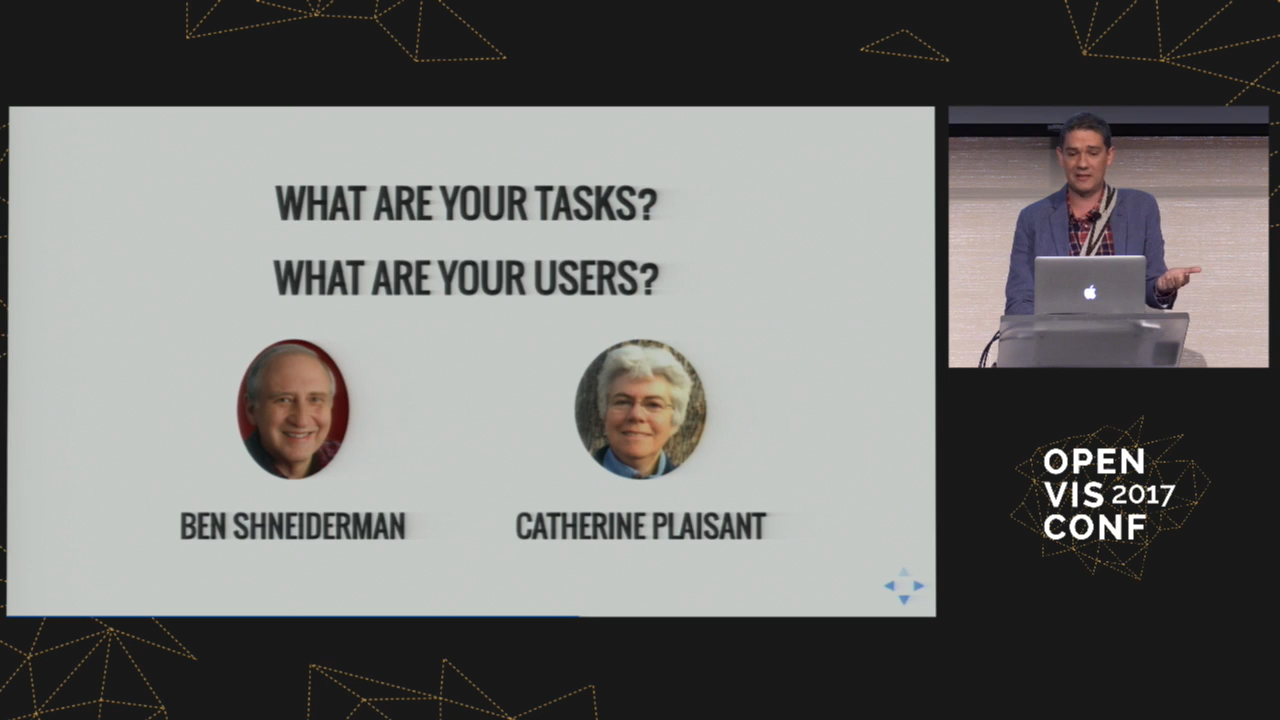 WHAT ARE YOUR TASKS?
WHAT ARE YOUR USERS?
BEN SHNEIDERMAN
CATHERINE PLAISANT
OPEN
VIS 2017
CONF